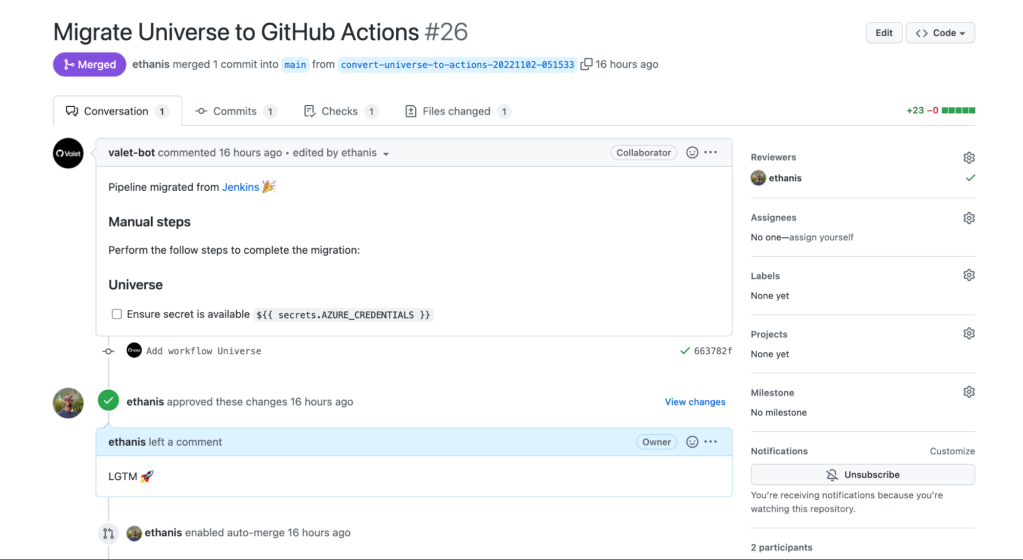 Migrate Universe to GitHub Actions #26
Edit
Code
Merged
ethanis merged 1 commit into main from convert-universe-to-actions-20221102-051533 16 hours ago
Conversation 1
Commits 1
Checks 1
Files changed 1
+23 −0
Valet
valet-bot commented 16 hours ago • edited by ethanis
Collaborator
Pipeline migrated from Jenkins 🎉
Manual steps
Perform the follow steps to complete the migration:
Universe
Ensure secret is available ${{ secrets.AZURE_CREDENTIALS }}
Add workflow Universe
663782f
ethanis approved these changes 16 hours ago
View changes
ethanis left a comment
Owner
LGTM 🚀
ethanis enabled auto-merge 16 hours ago
Reviewers
ethanis
Assignees
No one—assign yourself
Labels
None yet
Projects
None yet
Milestone
No milestone
Notifications
Customize
Unsubscribe
You're receiving notifications because you're
watching this repository.
2 participants